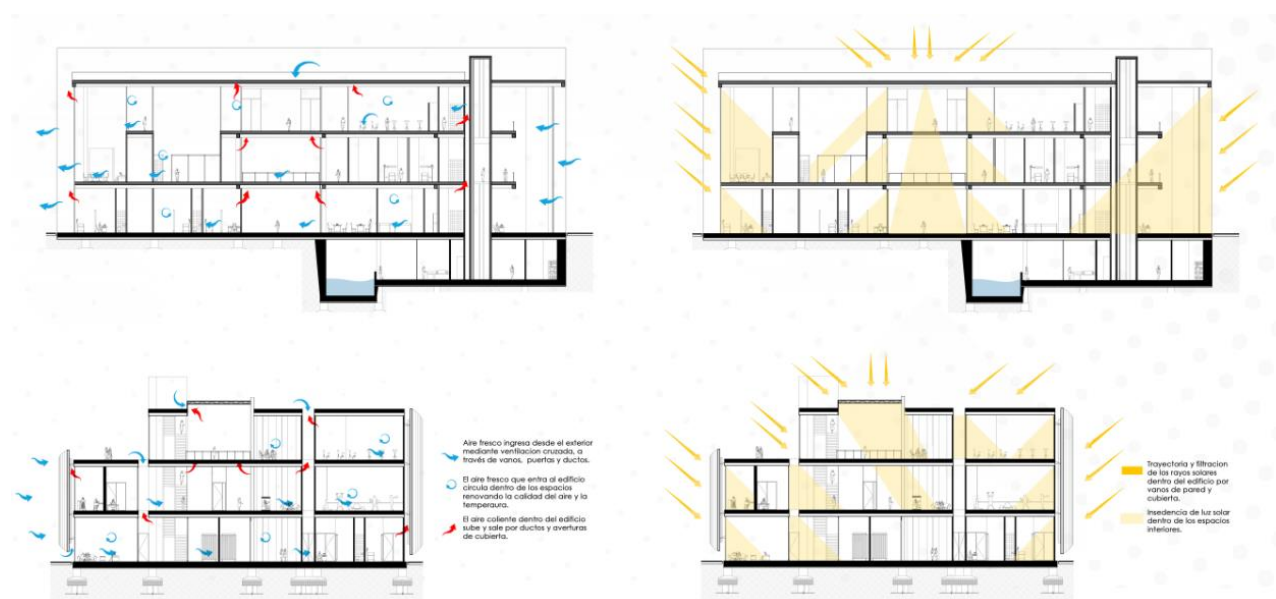 Aire fresco ingresa desde el exterior
mediante ventilacion cruzada, a
través de vanos, puertas y ductos.
El aire fresco que entra al edificio
circula dentro de los espacios
renovando la calidad del aire y la
temperaura.
El aire coliente dentro del edificio
sube y sale por ductos y averturas
de cubierta.
Trayectoria y filtracion
de los rayos solares
dentro del edificio por
vanos de pared y
cubierta.
Insedencia de luz solar
dentro de los espacios
interiores.